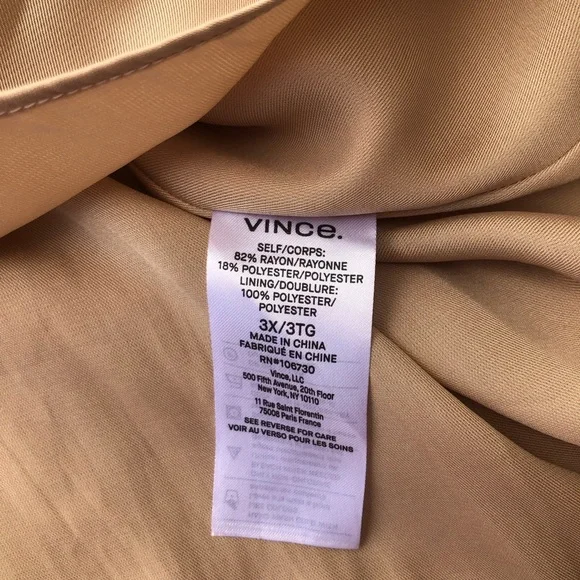 VINCE.
SELF/CORPS:
82% RAYON/RAYONNE
18% POLYESTER/POLYESTER
LINING/DOUBLURE:
100% POLYESTER/
POLYESTER
3X/3TG
MADE IN CHINA
FABRIQUÉ EN CHINE
RN#106730
Vince, LLC
500 Fifth Avenue, 20th Floor
New York, NY 10110
11 Rue Saint Florentin
75008 Paris France
SEE REVERSE FOR CARE
VOIR AU VERSO POUR LES SOINS